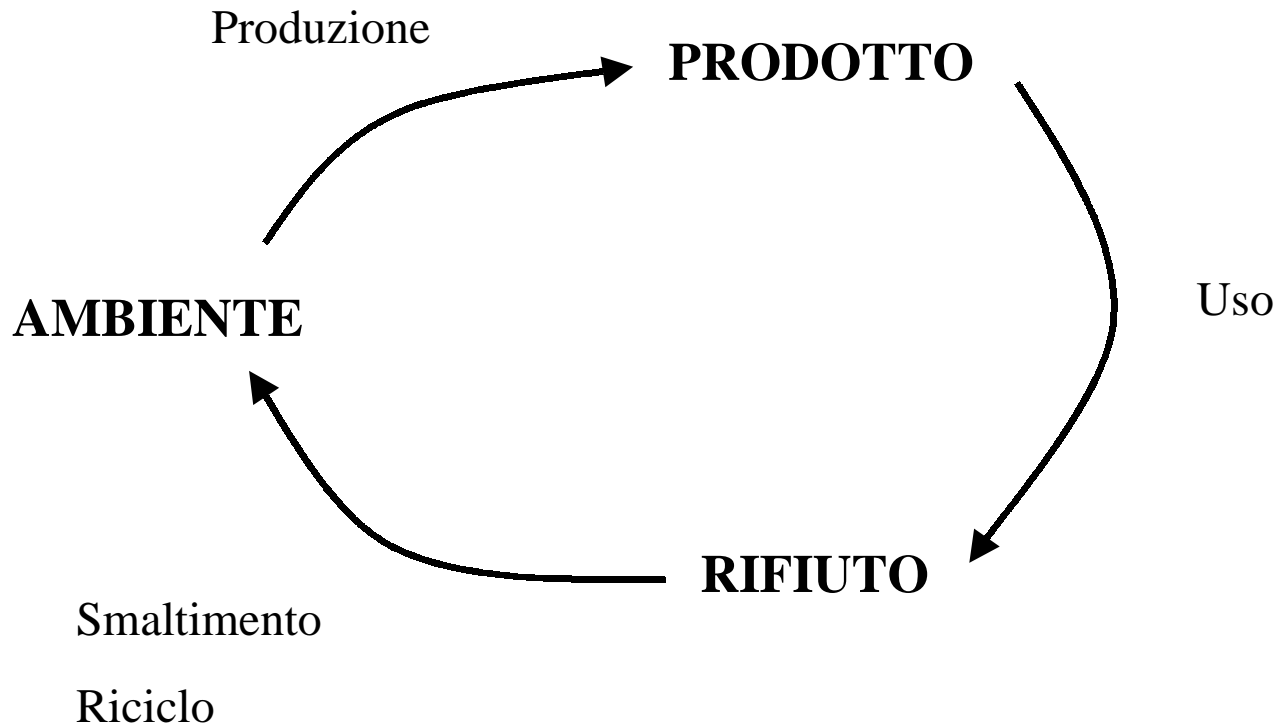 Produzione
PRODOTTO
AMBIENTE
Uso
RIFIUTO
Smaltimento
Riciclo